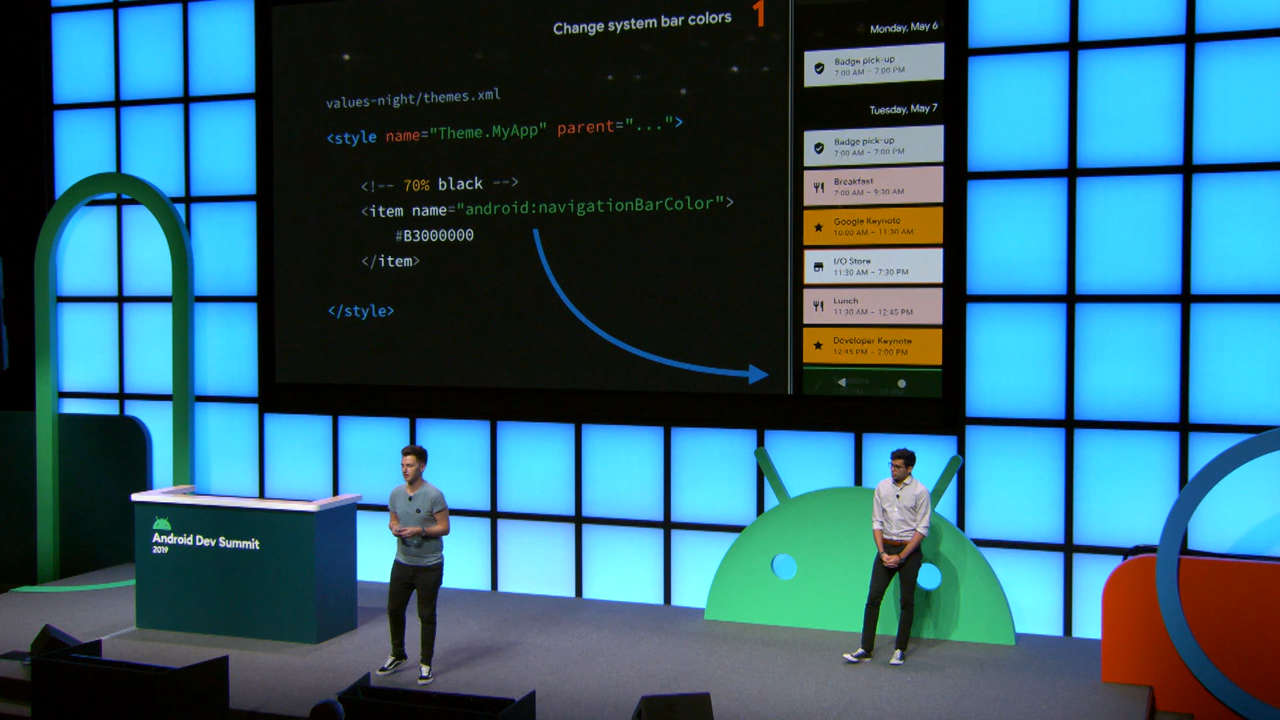 Change system bar colors 1
values-night/themes.xml
<style name="Theme.MyApp" parent="...">
<!-- 70% black -->
<item name="android:navigationBarColor">
#B3000000
</item>
</style>
Monday, May 6
Badge pick-up
7:00 AM – 7:00 PM
Tuesday, May 7
Badge pick-up
7:00 AM – 7:00 PM
Breakfast
7:00 AM – 9:30 AM
Google Keynote
10:00 AM – 11:30 AM
I/O Store
11:30 AM – 7:30 PM
Lunch
11:30 AM – 12:45 PM
Developer Keynote
12:45 PM – 7:00 PM
Android Dev Summit
2019